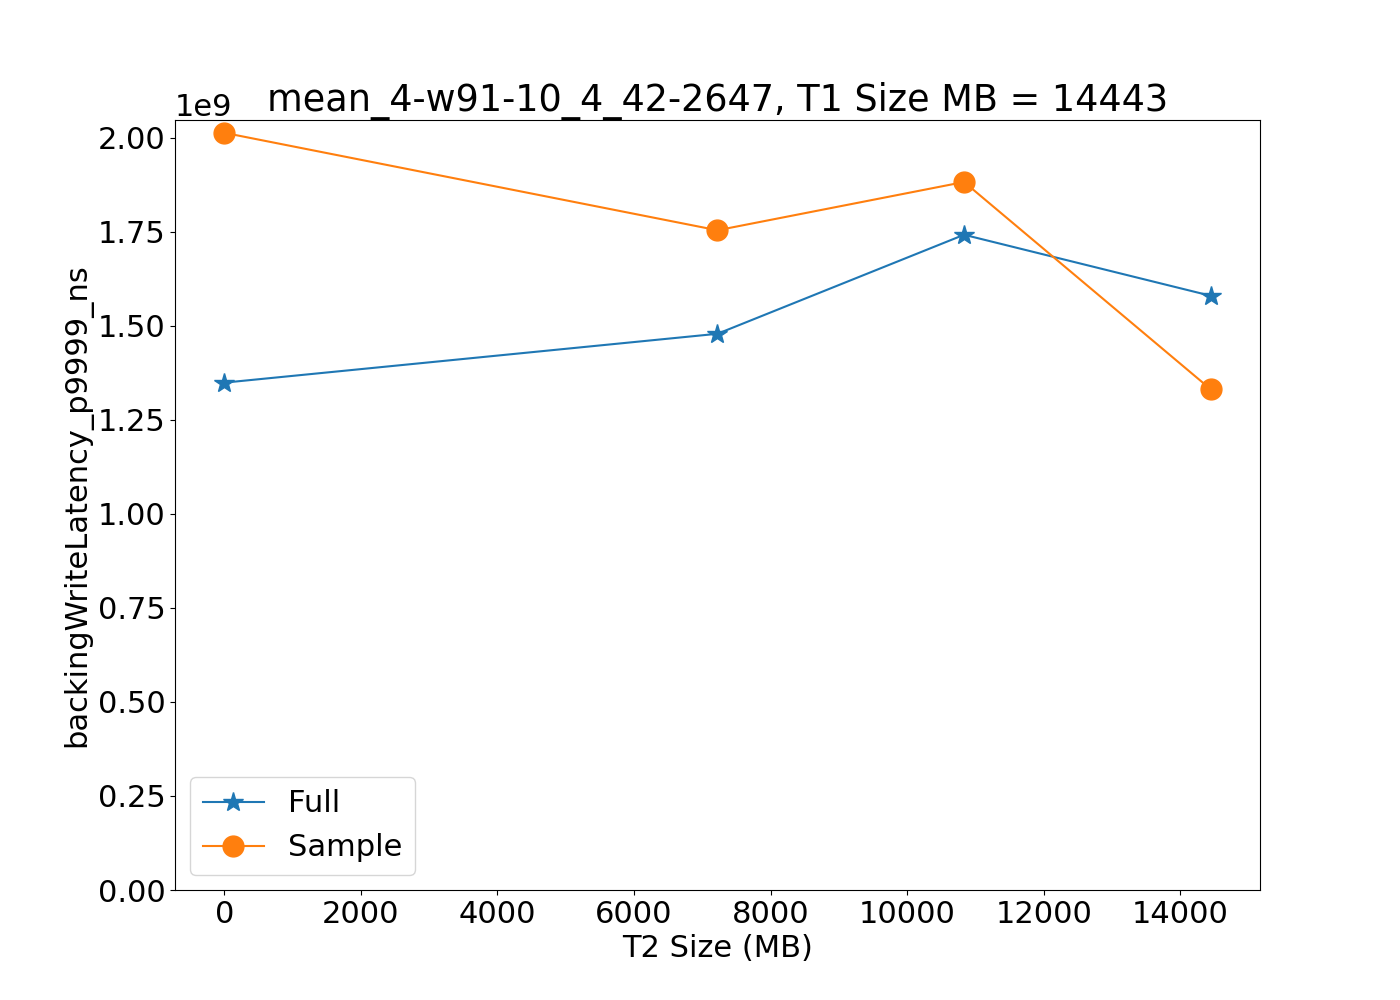 1e9
mean_4-w91-10_4_42-2647, T1 Size MB = 14443
2.00
1.75
1.50
1.25
1.00
0.75
0.50
0.25
0.00
backingWriteLatency_p9999_ns
Full
Sample
0 2000 4000 6000 8000 10000 12000 14000
T2 Size (MB)